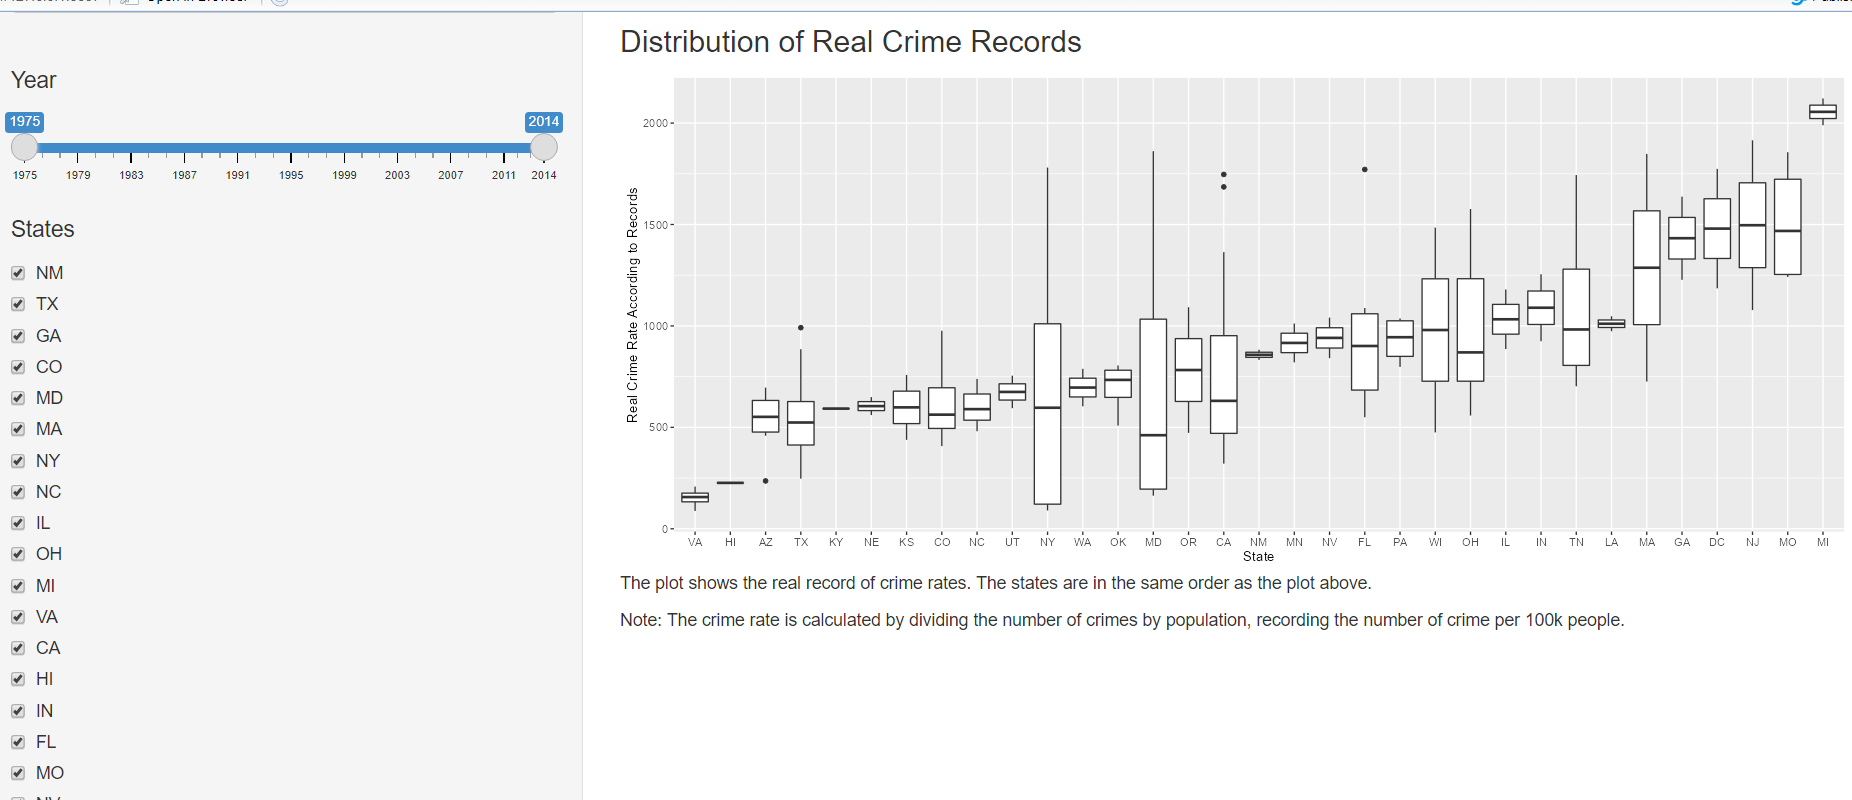 Open in Browser
Distribution of Real Crime Records
Year
1975 2014
1975 1979 1983 1987 1991 1995 1999 2003 2007 2011 2014
States
NM
TX
GA
CO
MD
MA
NY
NC
IL
OH
MI
VA
CA
HI
IN
FL
MO
NV
Real Crime Rate According to Records
2000
1500
1000
500
0
VA HI AZ TX KY NE KS CO NC UT NY WA OK MD OR CA NM MN NV FL PA WI OH IL IN TN LA MA GA DC NJ MO MI
State
The plot shows the real record of crime rates. The states are in the same order as the plot above.
Note: The crime rate is calculated by dividing the number of crimes by population, recording the number of crime per 100k people.